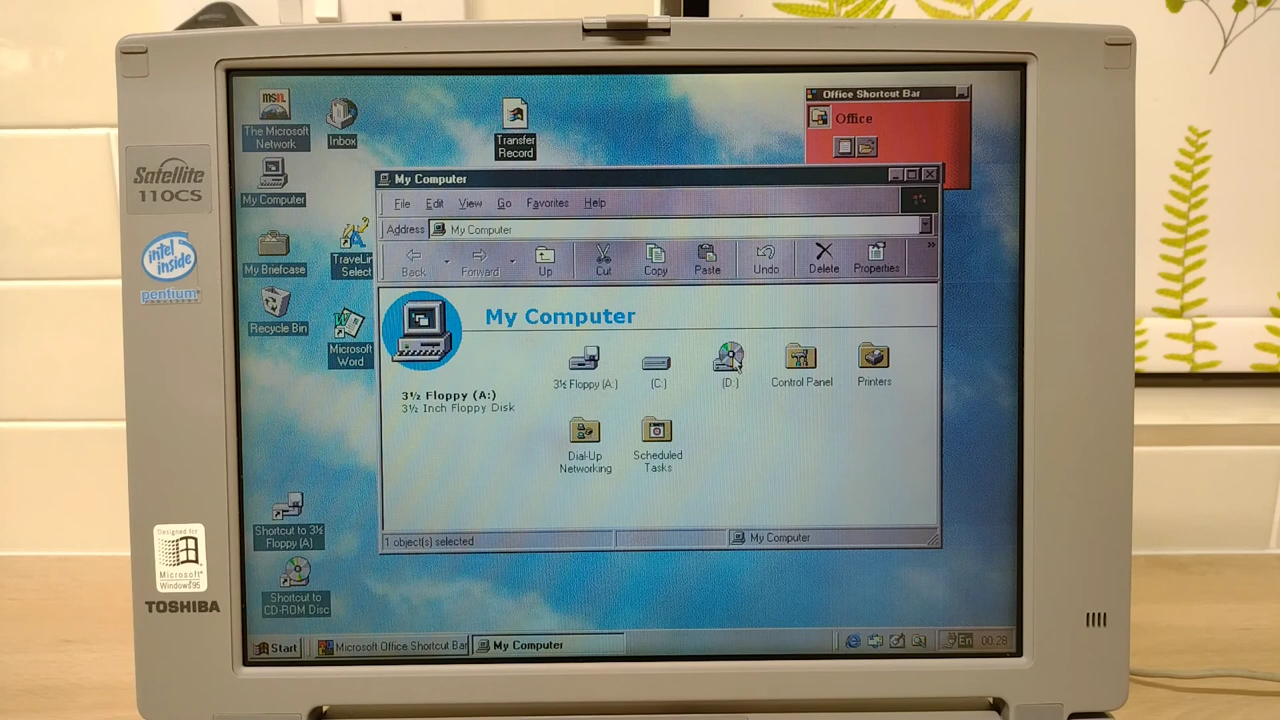 Satellite
110CS
intel
inside
pentium
Designed for
Microsoft
Windows95
TOSHIBA
msn
The Microsoft
Network
Inbox
Transfer
Record
My Computer
My Briefcase
Recycle Bin
Microsoft
Word
Shortcut to 3½
Floppy (A)
Shortcut to
CD-ROM Disc
Office Shortcut Bar
Office
My Computer
File Edit View Go Favorites Help
Address My Computer
Back Forward Up Cut Copy Paste Undo Delete Properties »
My Computer
3½ Floppy (A:)
3½ Inch Floppy Disk
3½ Floppy (A:) (C:) (D:) Control Panel Printers
Dial-Up
Networking
Scheduled
Tasks
1 object(s) selected
My Computer
Start Microsoft Office Shortcut Bar My Computer En 00:28